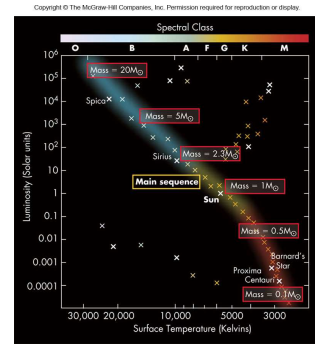 Copyright © The McGraw-Hill Companies, Inc. Permission required for reproduction or display.
Spectral Class
O B A F G K M
10⁶
10⁵
10⁴
10³
10²
10
1
0.1
0.01
0.001
0.0001
Luminosity (Solar units)
Mass = 20M⊙
Spica
Mass = 5M⊙
Sirius
Mass = 2.3M⊙
Main sequence
Mass = 1M⊙
Sun
Mass = 0.5M⊙
Barnard's
Star
Proxima
Centauri
Mass = 0.1M⊙
30,000 20,000 10,000 5000 3000
Surface Temperature (Kelvins)